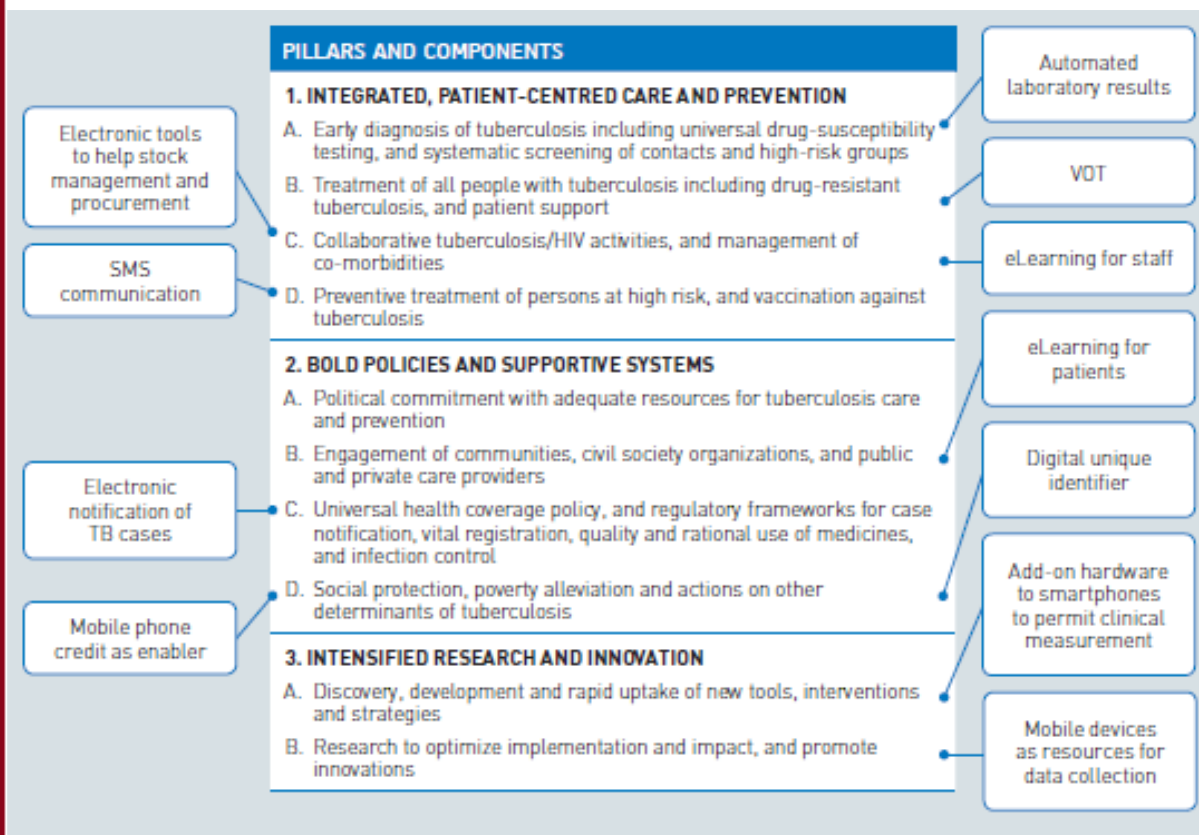 PILLARS AND COMPONENTS
1. INTEGRATED, PATIENT-CENTRED CARE AND PREVENTION
A. Early diagnosis of tuberculosis including universal drug-susceptibility
testing, and systematic screening of contacts and high-risk groups
B. Treatment of all people with tuberculosis including drug-resistant
tuberculosis, and patient support
C. Collaborative tuberculosis/HIV activities, and management of
co-morbidities
D. Preventive treatment of persons at high risk, and vaccination against
tuberculosis
2. BOLD POLICIES AND SUPPORTIVE SYSTEMS
A. Political commitment with adequate resources for tuberculosis care
and prevention
B. Engagement of communities, civil society organizations, and public
and private care providers
C. Universal health coverage policy, and regulatory frameworks for case
notification, vital registration, quality and rational use of medicines,
and infection control
D. Social protection, poverty alleviation and actions on other
determinants of tuberculosis
3. INTENSIFIED RESEARCH AND INNOVATION
A. Discovery, development and rapid uptake of new tools, interventions
and strategies
B. Research to optimize implementation and impact, and promote
innovations
Electronic tools
to help stock
management and
procurement
SMS
communication
Electronic
notification of
TB cases
Mobile phone
credit as enabler
Automated
laboratory results
VOT
eLearning for staff
eLearning for
patients
Digital unique
identifier
Add-on hardware
to smartphones
to permit clinical
measurement
Mobile devices
as resources for
data collection